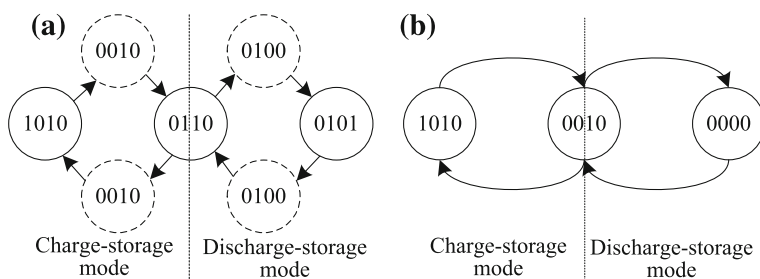 (a)
0010
0100
1010
0110
0101
0010
0100
Charge-storage
mode
Discharge-storage
mode
(b)
1010
0010
0000
Charge-storage
mode
Discharge-storage
mode